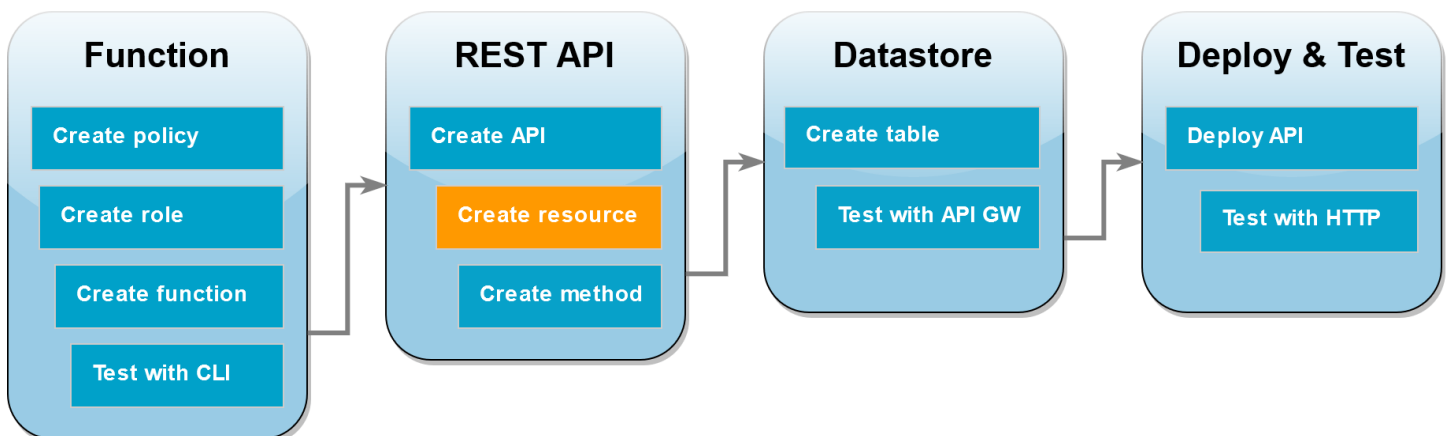 Function
Create policy
Create role
Create function
Test with CLI
REST API
Create API
Create resource
Create method
Datastore
Create table
Test with API GW
Deploy & Test
Deploy API
Test with HTTP